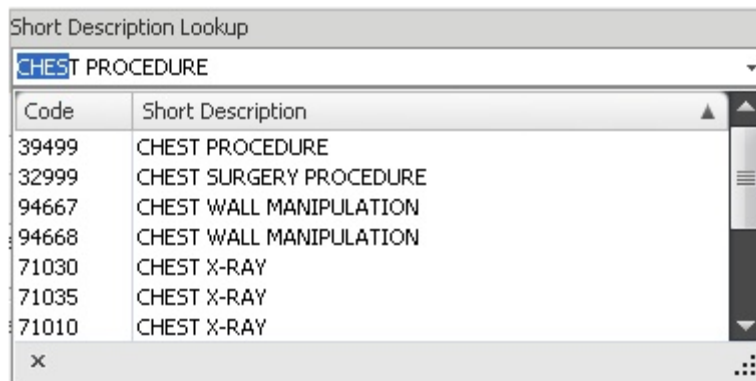 Short Description Lookup
CHEST PROCEDURE
Code Short Description
39499 CHEST PROCEDURE
32999 CHEST SURGERY PROCEDURE
94667 CHEST WALL MANIPULATION
94668 CHEST WALL MANIPULATION
71030 CHEST X-RAY
71035 CHEST X-RAY
71010 CHEST X-RAY